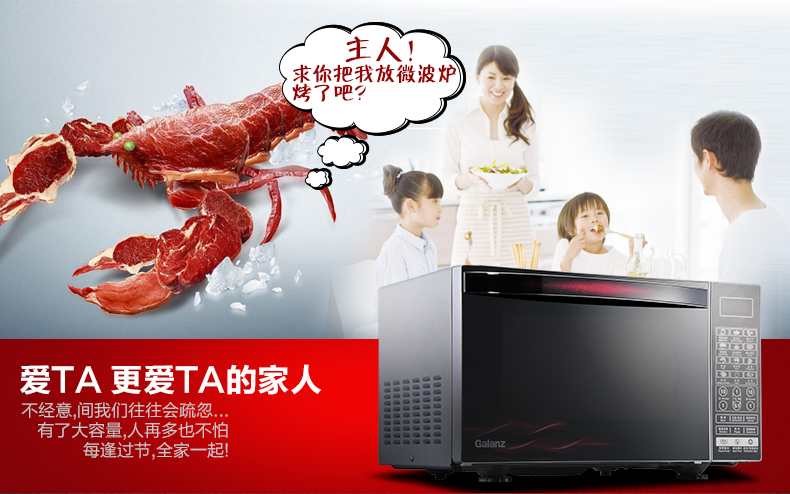 主人！
求你把我放微波炉
烤了吧？
爱TA 更爱TA的家人
不经意,间我们往往会疏忽...
有了大容量,人再多也不怕
每逢过节,全家一起!
Galanz